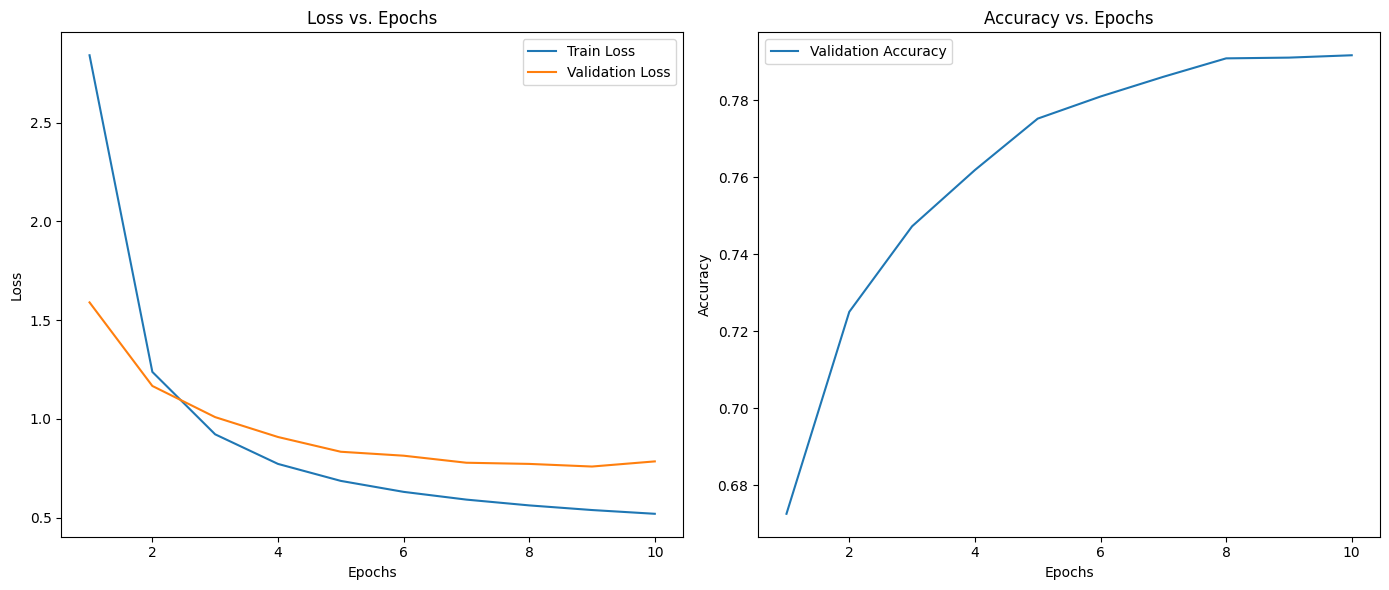 Loss vs. Epochs
Train Loss
Validation Loss
2.5
2.0
1.5
1.0
0.5
Loss
2 4 6 8 10
Epochs
Accuracy vs. Epochs
Validation Accuracy
0.78
0.76
0.74
0.72
0.70
0.68
Accuracy
2 4 6 8 10
Epochs